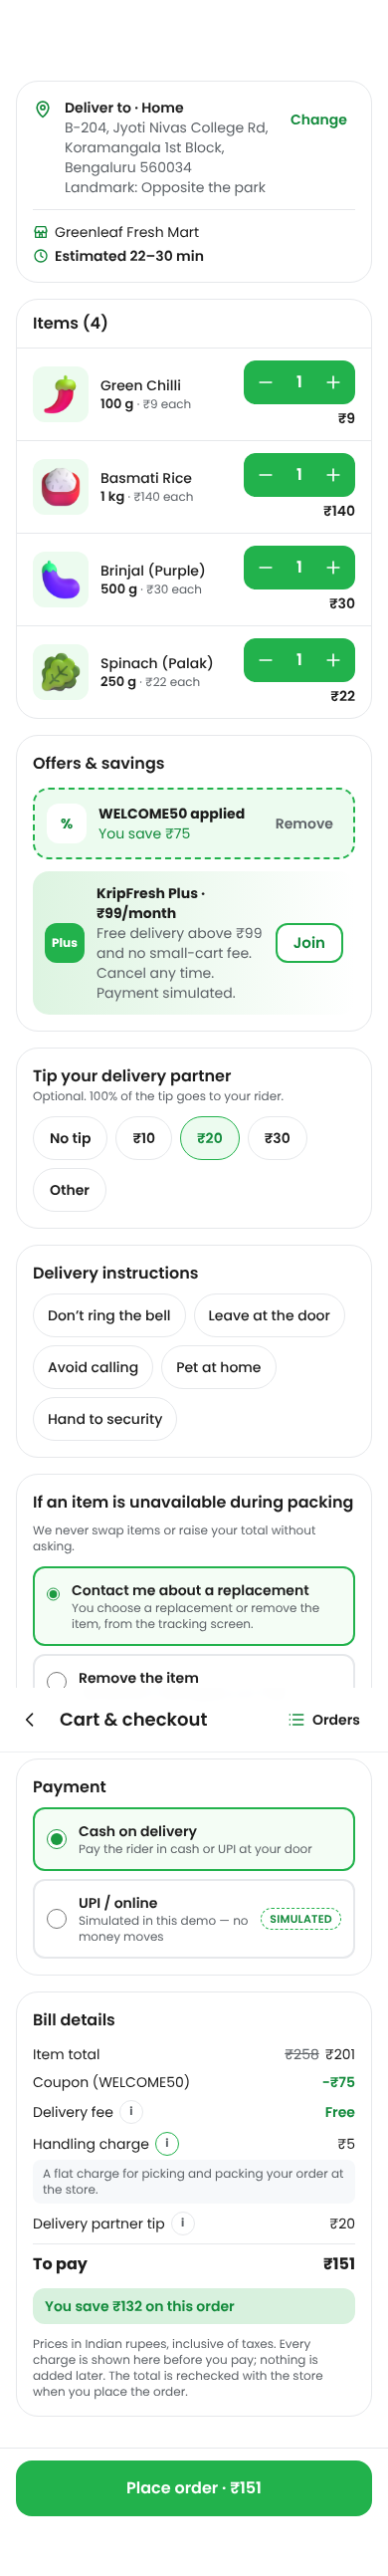 Deliver to · Home
Change
B-204, Jyoti Nivas College Rd,
Koramangala 1st Block,
Bengaluru 560034
Landmark: Opposite the park
Greenleaf Fresh Mart
Estimated 22–30 min
Items (4)
Green Chilli
100 g · ₹9 each
− 1 +
₹9
Basmati Rice
1 kg · ₹140 each
− 1 +
₹140
Brinjal (Purple)
500 g · ₹30 each
− 1 +
₹30
Spinach (Palak)
250 g · ₹22 each
− 1 +
₹22
Offers & savings
%
WELCOME50 applied
You save ₹75
Remove
Plus
KripFresh Plus ·
₹99/month
Free delivery above ₹99
and no small-cart fee.
Cancel any time.
Payment simulated.
Join
Tip your delivery partner
Optional. 100% of the tip goes to your rider.
No tip
₹10
₹20
₹30
Other
Delivery instructions
Don’t ring the bell
Leave at the door
Avoid calling
Pet at home
Hand to security
If an item is unavailable during packing
We never swap items or raise your total without
asking.
Contact me about a replacement
You choose a replacement or remove the
item, from the tracking screen.
Remove the item
Cart & checkout
Orders
Payment
Cash on delivery
Pay the rider in cash or UPI at your door
UPI / online
Simulated in this demo — no
money moves
SIMULATED
Bill details
Item total ₹258 ₹201
Coupon (WELCOME50) -₹75
Delivery fee i Free
Handling charge i ₹5
A flat charge for picking and packing your order at
the store.
Delivery partner tip i ₹20
To pay ₹151
You save ₹132 on this order
Prices in Indian rupees, inclusive of taxes. Every
charge is shown here before you pay; nothing is
added later. The total is rechecked with the store
when you place the order.
Place order · ₹151